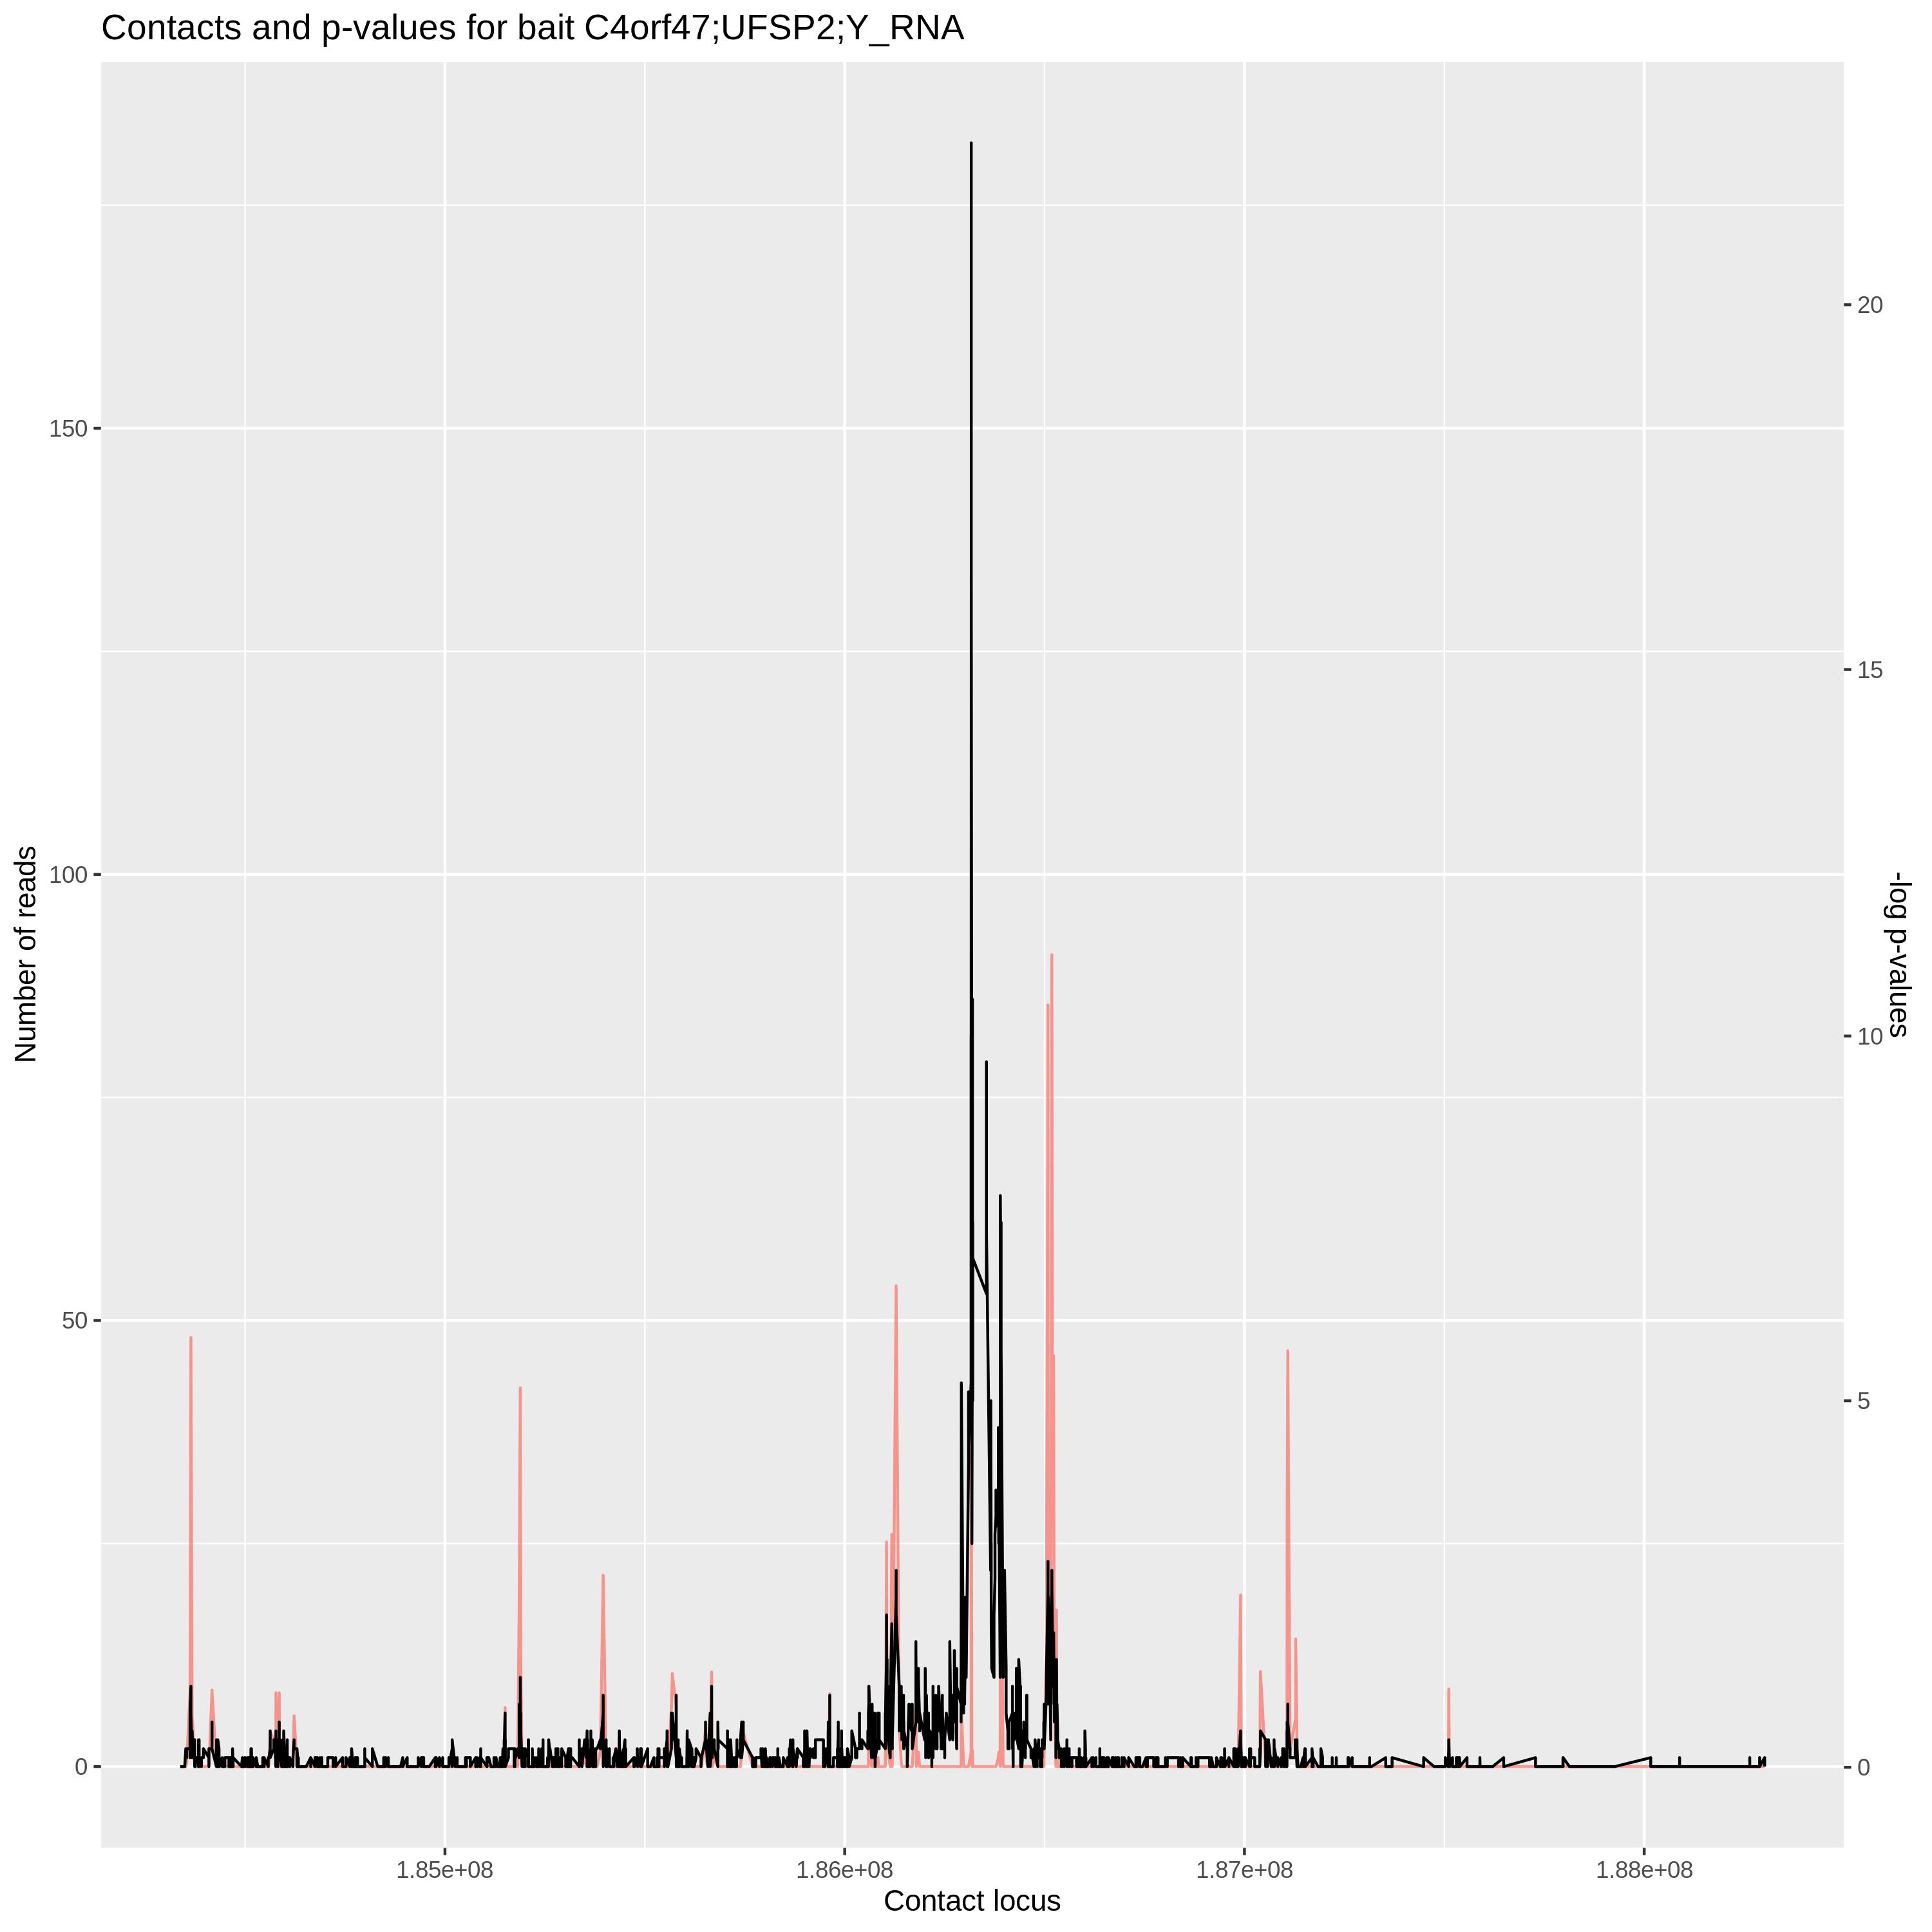 Contacts and p-values for bait C4orf47;UFSP2;Y_RNA
Number of reads
150
100
50
0
20
15
10
5
0
-log p-values
1.85e+08 1.86e+08 1.87e+08 1.88e+08
Contact locus